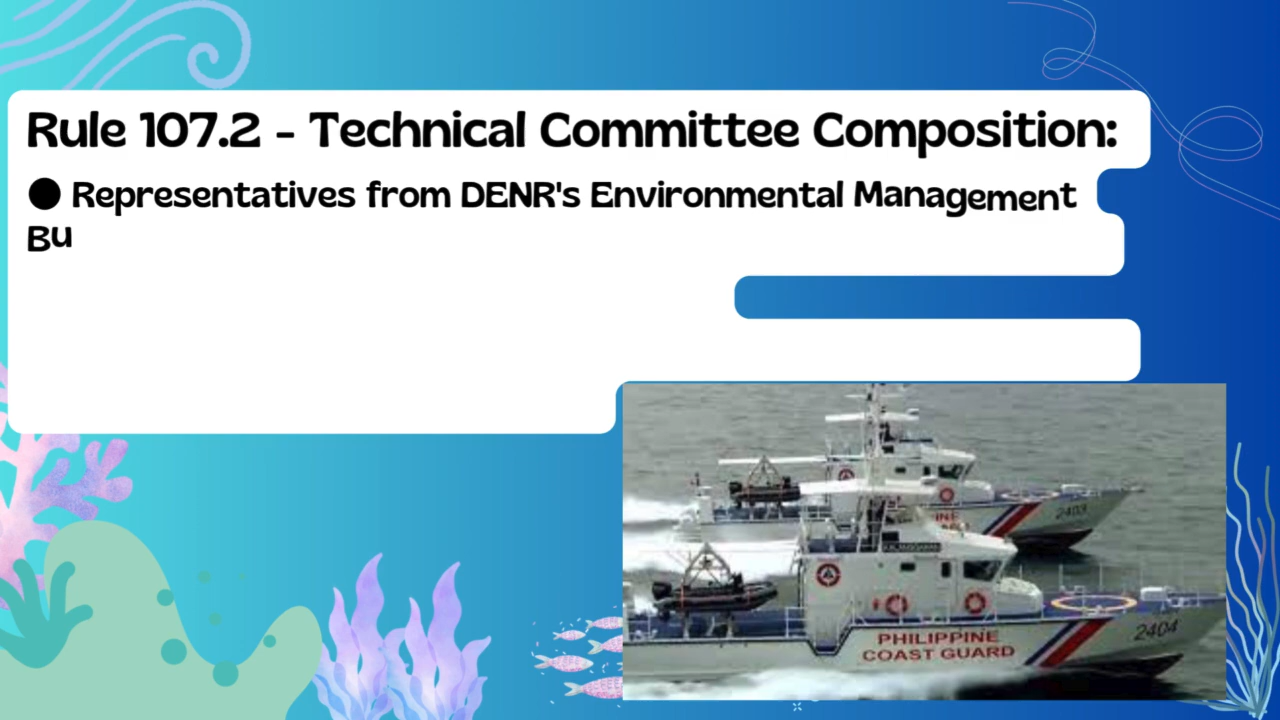 Rule 107.2 - Technical Committee Composition:
● Representatives from DENR's Environmental Management
Bu
2403
2404
PHILIPPINE
COAST GUARD